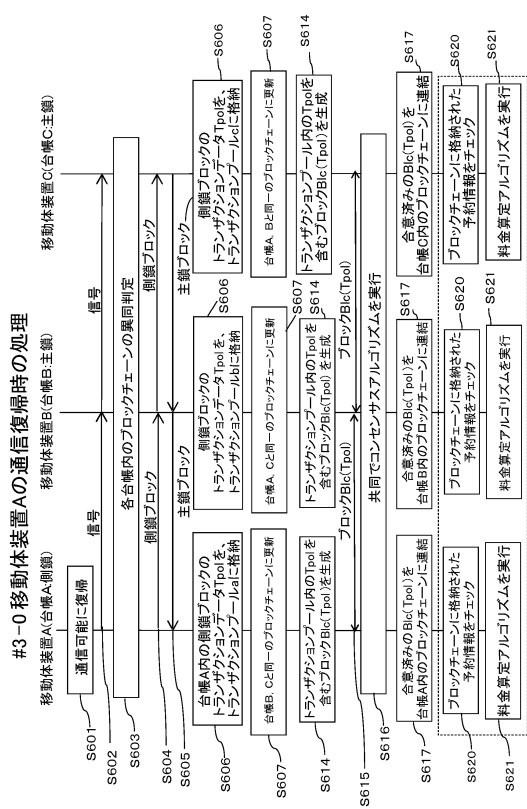 #3-0 移動体装置Aの通信復帰時の処理
移動体装置A(台帳A:側鎖)
移動体装置B(台帳B:主鎖)
移動体装置C(台帳C:主鎖)
S601
通信可能に復帰
S602
信号
信号
S603
各台帳内のブロックチェーンの異同判定
S604
側鎖ブロック
側鎖ブロック
S605
主鎖ブロック
主鎖ブロック
台帳A内の側鎖ブロックの
トランザクションデータTpolを、
トランザクションプールaに格納
S606
側鎖ブロックの
トランザクションデータTpolを、
トランザクションプールbに格納
S606
側鎖ブロックの
トランザクションデータTpolを、
トランザクションプールcに格納
S606
台帳B, Cと同一のブロックチェーンに更新
S607
台帳A, Cと同一のブロックチェーンに更新
S607
台帳A, Bと同一のブロックチェーンに更新
S607
トランザクションプール内のTpolを
含むブロックBlc(Tpol)を生成
S614
トランザクションプール内のTpolを
含むブロックBlc(Tpol)を生成
S614
トランザクションプール内のTpolを
含むブロックBlc(Tpol)を生成
S614
S615
ブロックBlc(Tpol)
ブロックBlc(Tpol)
S616
共同でコンセンサスアルゴリズムを実行
合意済みのBlc(Tpol)を
台帳A内のブロックチェーンに連結
S617
合意済みのBlc(Tpol)を
台帳B内のブロックチェーンに連結
S617
合意済みのBlc(Tpol)を
台帳C内のブロックチェーンに連結
S617
ブロックチェーンに格納された
予約情報をチェック
S620
ブロックチェーンに格納された
予約情報をチェック
S620
ブロックチェーンに格納された
予約情報をチェック
S620
料金算定アルゴリズムを実行
S621
料金算定アルゴリズムを実行
S621
料金算定アルゴリズムを実行
S621